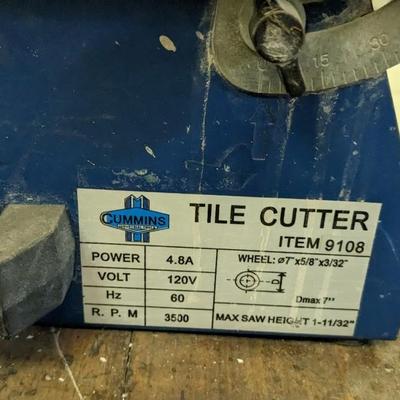 15 30
CUMMINS
TILE CUTTER
ITEM 9108
POWER 4.8A
VOLT 120V
Hz 60
R. P. M 3500
WHEEL: ø7"x5/8"x3/32"
D
Dmax 7"
MAX SAW HEIGHT 1-11/32"